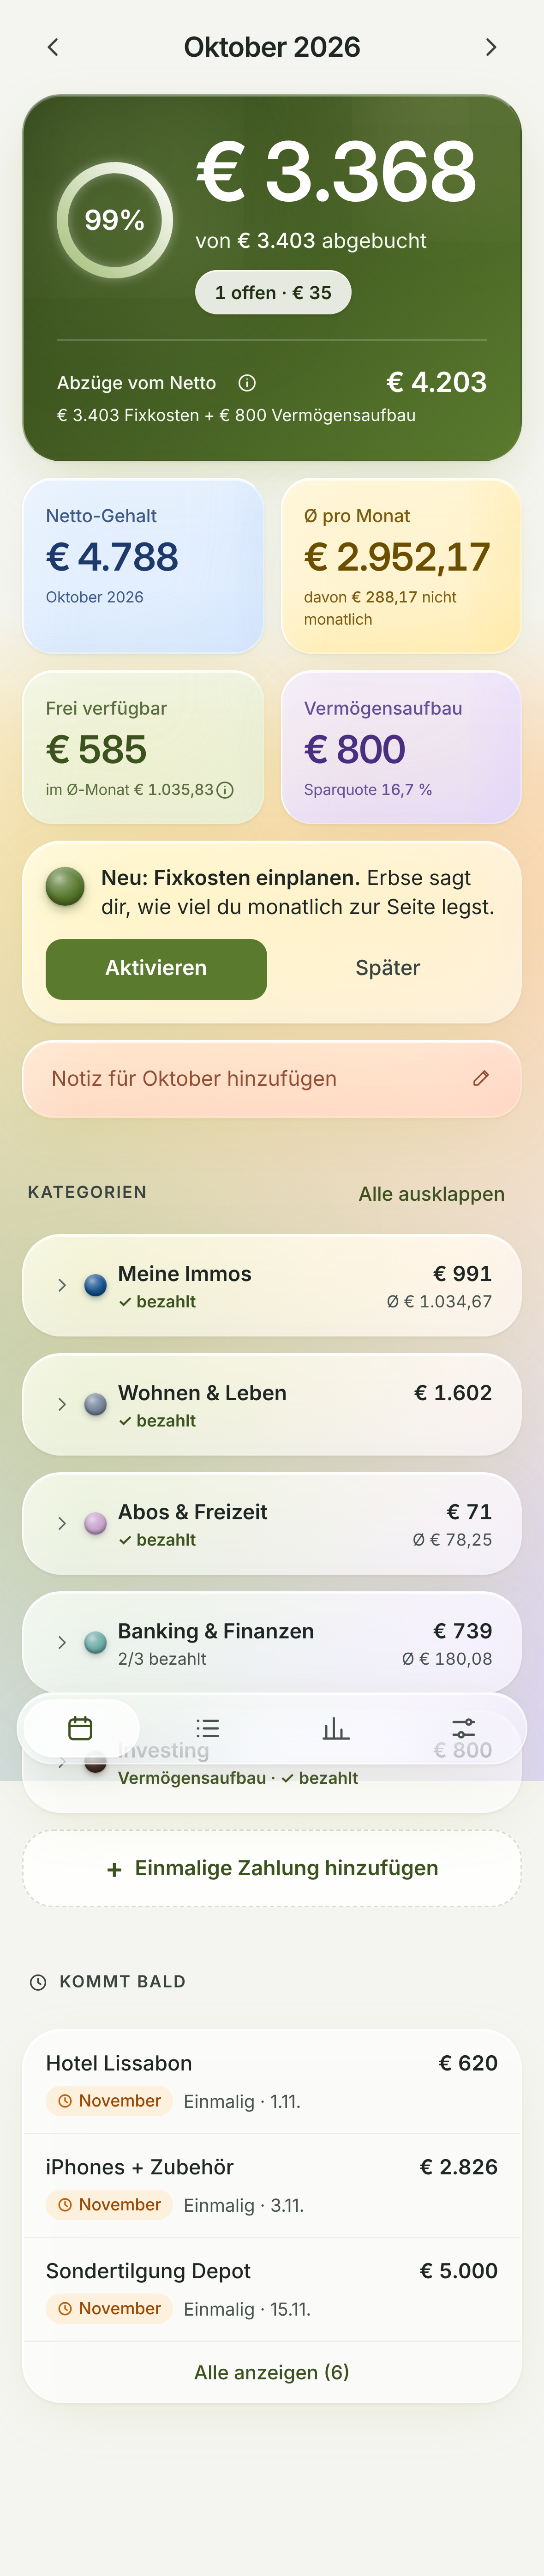 Oktober 2026
99%
€ 3.368
von € 3.403 abgebucht
1 offen · € 35
Abzüge vom Netto
€ 4.203
€ 3.403 Fixkosten + € 800 Vermögensaufbau
Netto-Gehalt
€ 4.788
Oktober 2026
Ø pro Monat
€ 2.952,17
davon € 288,17 nicht
monatlich
Frei verfügbar
€ 585
im Ø-Monat € 1.035,83
Vermögensaufbau
€ 800
Sparquote 16,7 %
Neu: Fixkosten einplanen. Erbse sagt
dir, wie viel du monatlich zur Seite legst.
Aktivieren
Später
Notiz für Oktober hinzufügen
KATEGORIEN
Alle ausklappen
Meine Immos
€ 991
✓ bezahlt
Ø € 1.034,67
Wohnen & Leben
€ 1.602
✓ bezahlt
Abos & Freizeit
€ 71
✓ bezahlt
Ø € 78,25
Banking & Finanzen
€ 739
2/3 bezahlt
Ø € 180,08
Investing
€ 800
Vermögensaufbau · ✓ bezahlt
+ Einmalige Zahlung hinzufügen
KOMMT BALD
Hotel Lissabon
€ 620
November
Einmalig · 1.11.
iPhones + Zubehör
€ 2.826
November
Einmalig · 3.11.
Sondertilgung Depot
€ 5.000
November
Einmalig · 15.11.
Alle anzeigen (6)